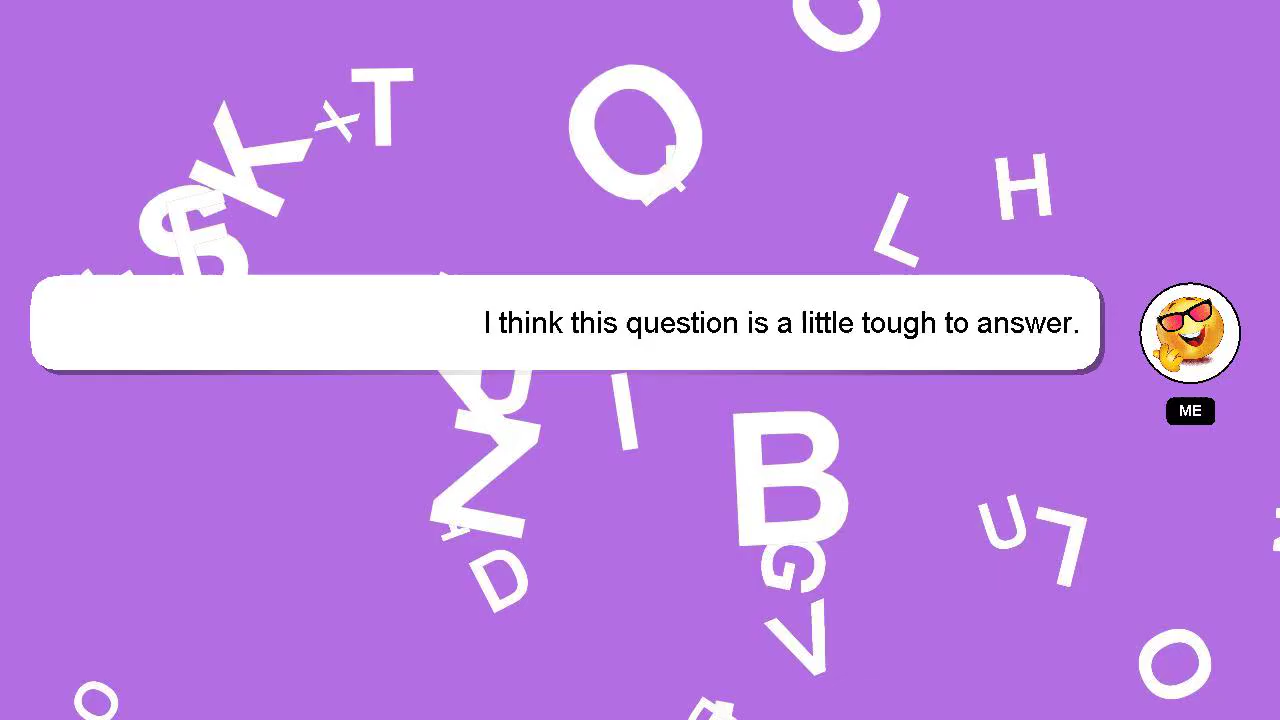 I think this question is a little tough to answer.
ME
T
X
K
S
O
H
L
I
Z
B
D
G
U
L
V
O
O